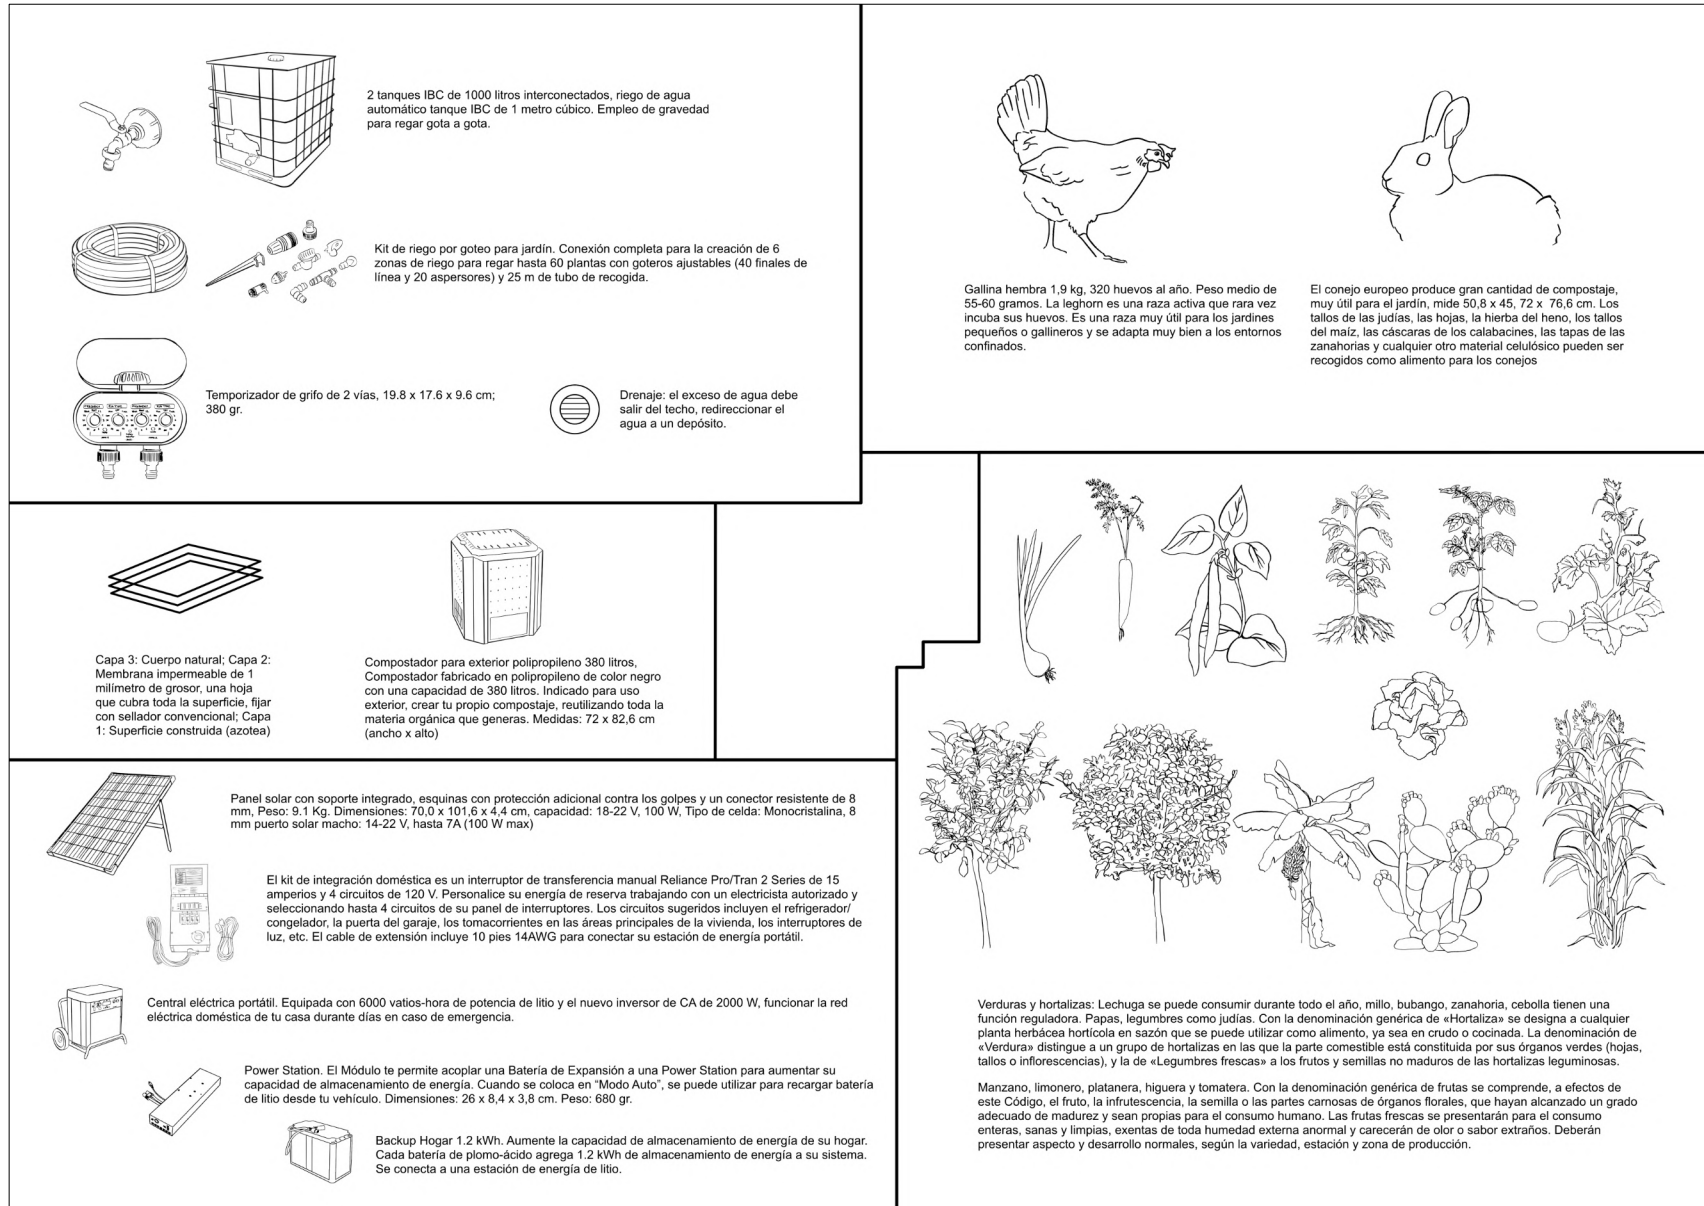 2 tanques IBC de 1000 litros interconectados, riego de agua
automático tanque IBC de 1 metro cúbico. Empleo de gravedad
para regar gota a gota.
Kit de riego por goteo para jardín. Conexión completa para la creación de 6
zonas de riego para regar hasta 60 plantas con goteros ajustables (40 finales de
línea y 20 aspersores) y 25 m de tubo de recogida.
Temporizador de grifo de 2 vías, 19.8 x 17.6 x 9.6 cm;
380 gr.
Drenaje: el exceso de agua debe
salir del techo, redireccionar el
agua a un depósito.
Gallina hembra 1,9 kg, 320 huevos al año. Peso medio de
55-60 gramos. La leghorn es una raza activa que rara vez
incuba sus huevos. Es una raza muy útil para los jardines
pequeños o gallineros y se adapta muy bien a los entornos
confinados.
El conejo europeo produce gran cantidad de compostaje,
muy útil para el jardín, mide 50,8 x 45, 72 x  76,6 cm. Los
tallos de las judías, las hojas, la hierba del heno, los tallos
del maíz, las cáscaras de los calabacines, las tapas de las
zanahorias y cualquier otro material celulósico pueden ser
recogidos como alimento para los conejos
Capa 3: Cuerpo natural; Capa 2:
Membrana impermeable de 1
milímetro de grosor, una hoja
que cubra toda la superficie, fijar
con sellador convencional; Capa
1: Superficie construida (azotea)
Compostador para exterior polipropileno 380 litros,
Compostador fabricado en polipropileno de color negro
con una capacidad de 380 litros. Indicado para uso
exterior, crear tu propio compostaje, reutilizando toda la
materia orgánica que generas. Medidas: 72 x 82,6 cm
(ancho x alto)
Panel solar con soporte integrado, esquinas con protección adicional contra los golpes y un conector resistente de 8
mm, Peso: 9.1 Kg. Dimensiones: 70,0 x 101,6 x 4,4 cm, capacidad: 18-22 V, 100 W, Tipo de celda: Monocristalina, 8
mm puerto solar macho: 14-22 V, hasta 7A (100 W max)
El kit de integración doméstica es un interruptor de transferencia manual Reliance Pro/Tran 2 Series de 15
amperios y 4 circuitos de 120 V. Personalice su energía de reserva trabajando con un electricista autorizado y
seleccionando hasta 4 circuitos de su panel de interruptores. Los circuitos sugeridos incluyen el refrigerador/
congelador, la puerta del garaje, los tomacorrientes en las áreas principales de la vivienda, los interruptores de
luz, etc. El cable de extensión incluye 10 pies 14AWG para conectar su estación de energía portátil.
Central eléctrica portátil. Equipada con 6000 vatios-hora de potencia de litio y el nuevo inversor de CA de 2000 W, funcionar la red
eléctrica doméstica de tu casa durante días en caso de emergencia.
Power Station. El Módulo te permite acoplar una Batería de Expansión a una Power Station para aumentar su
capacidad de almacenamiento de energía. Cuando se coloca en “Modo Auto”, se puede utilizar para recargar batería
de litio desde tu vehículo. Dimensiones: 26 x 8,4 x 3,8 cm. Peso: 680 gr.
Backup Hogar 1.2 kWh. Aumente la capacidad de almacenamiento de energía de su hogar.
Cada batería de plomo-ácido agrega 1.2 kWh de almacenamiento de energía a su sistema.
Se conecta a una estación de energía de litio.
Verduras y hortalizas: Lechuga se puede consumir durante todo el año, millo, bubango, zanahoria, cebolla tienen una
función reguladora. Papas, legumbres como judías. Con la denominación genérica de «Hortaliza» se designa a cualquier
planta herbácea hortícola en sazón que se puede utilizar como alimento, ya sea en crudo o cocinada. La denominación de
«Verdura» distingue a un grupo de hortalizas en las que la parte comestible está constituida por sus órganos verdes (hojas,
tallos o inflorescencias), y la de «Legumbres frescas» a los frutos y semillas no maduros de las hortalizas leguminosas.
Manzano, limonero, platanera, higuera y tomatera. Con la denominación genérica de frutas se comprende, a efectos de
este Código, el fruto, la infrutescencia, la semilla o las partes carnosas de órganos florales, que hayan alcanzado un grado
adecuado de madurez y sean propias para el consumo humano. Las frutas frescas se presentarán para el consumo
enteras, sanas y limpias, exentas de toda humedad externa anormal y carecerán de olor o sabor extraños. Deberán
presentar aspecto y desarrollo normales, según la variedad, estación y zona de producción.